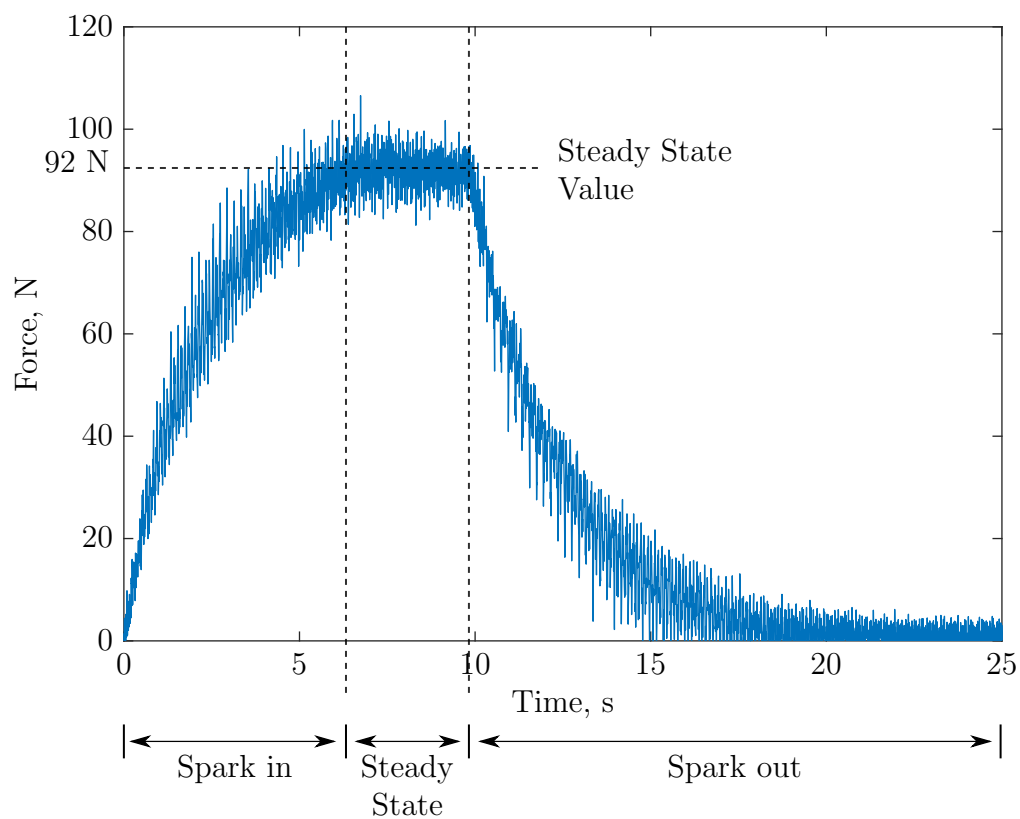 120
100
92 N
80
60
40
20
0
Force, N
Steady State
Value
0 5 10 15 20 25
Time, s
Spark in
Steady
State
Spark out